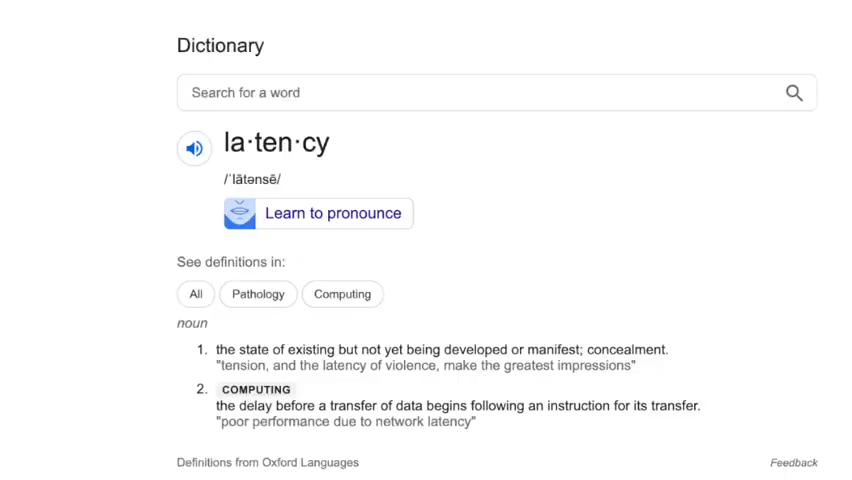 Dictionary
Search for a word
la·ten·cy
/ˈlātənsē/
Learn to pronounce
See definitions in:
All Pathology Computing
noun
1. the state of existing but not yet being developed or manifest; concealment.
"tension, and the latency of violence, make the greatest impressions"
2. COMPUTING
the delay before a transfer of data begins following an instruction for its transfer.
"poor performance due to network latency"
Definitions from Oxford Languages Feedback